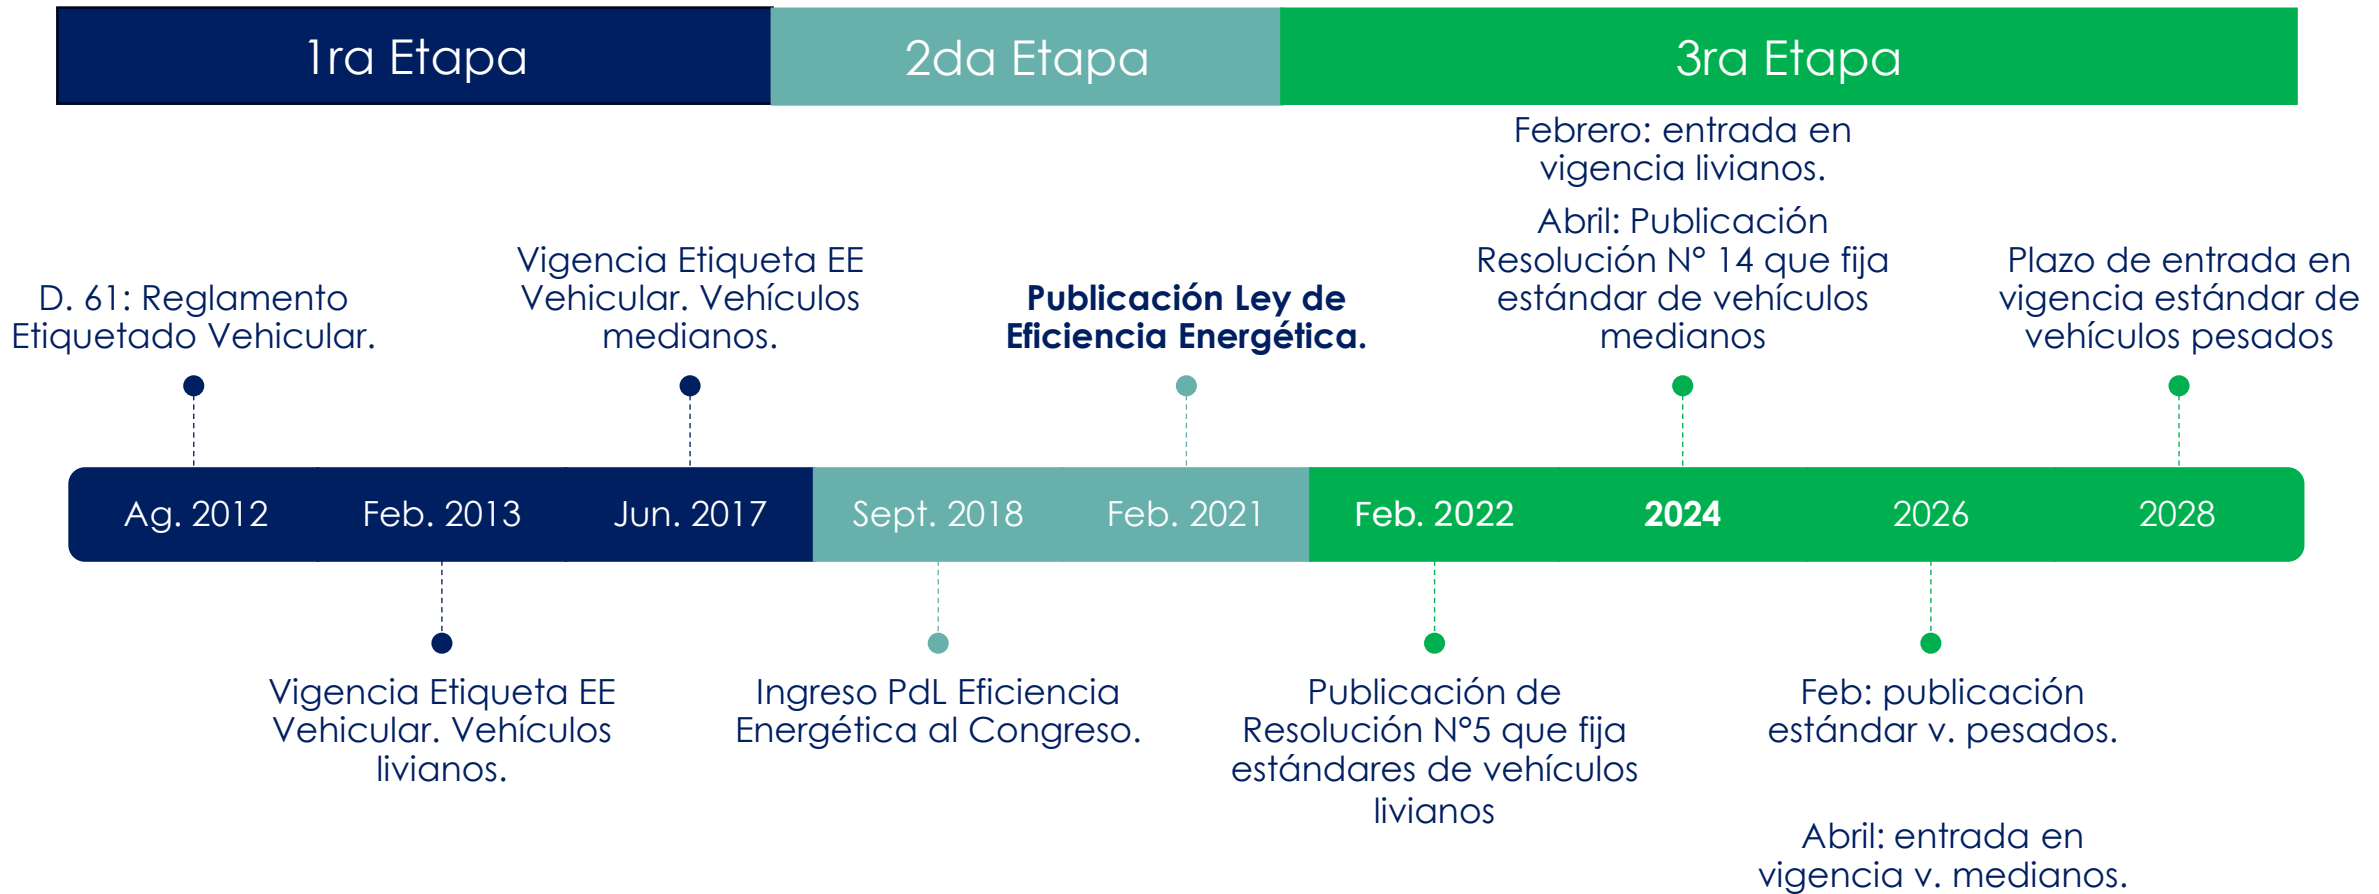 1ra Etapa
2da Etapa
3ra Etapa
D. 61: Reglamento
Etiquetado Vehicular.
Vigencia Etiqueta EE
Vehicular. Vehículos
medianos.
Publicación Ley de
Eficiencia Energética.
Febrero: entrada en
vigencia livianos.
Abril: Publicación
Resolución N° 14 que fija
estándar de vehículos
medianos
Plazo de entrada en
vigencia estándar de
vehículos pesados
Ag. 2012
Feb. 2013
Jun. 2017
Sept. 2018
Feb. 2021
Feb. 2022
2024
2026
2028
Vigencia Etiqueta EE
Vehicular. Vehículos
livianos.
Ingreso PdL Eficiencia
Energética al Congreso.
Publicación de
Resolución N°5 que fija
estándares de vehículos
livianos
Feb: publicación
estándar v. pesados.
Abril: entrada en
vigencia v. medianos.